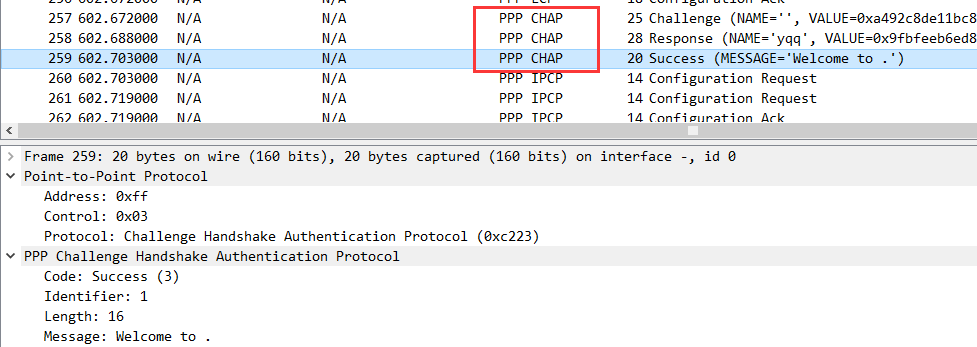 257 602.672000 N/A N/A PPP CHAP 25 Challenge (NAME='', VALUE=0xa492c8de11bc8
258 602.688000 N/A N/A PPP CHAP 28 Response (NAME='yqq', VALUE=0x9fbfeeb6ed8
259 602.703000 N/A N/A PPP CHAP 20 Success (MESSAGE='Welcome to .')
260 602.703000 N/A N/A PPP IPCP 14 Configuration Request
261 602.719000 N/A N/A PPP IPCP 14 Configuration Request
262 602.719000 N/A N/A PPP IPCP 14 Configuration Ack
Frame 259: 20 bytes on wire (160 bits), 20 bytes captured (160 bits) on interface -, id 0
Point-to-Point Protocol
Address: 0xff
Control: 0x03
Protocol: Challenge Handshake Authentication Protocol (0xc223)
PPP Challenge Handshake Authentication Protocol
Code: Success (3)
Identifier: 1
Length: 16
Message: Welcome to .